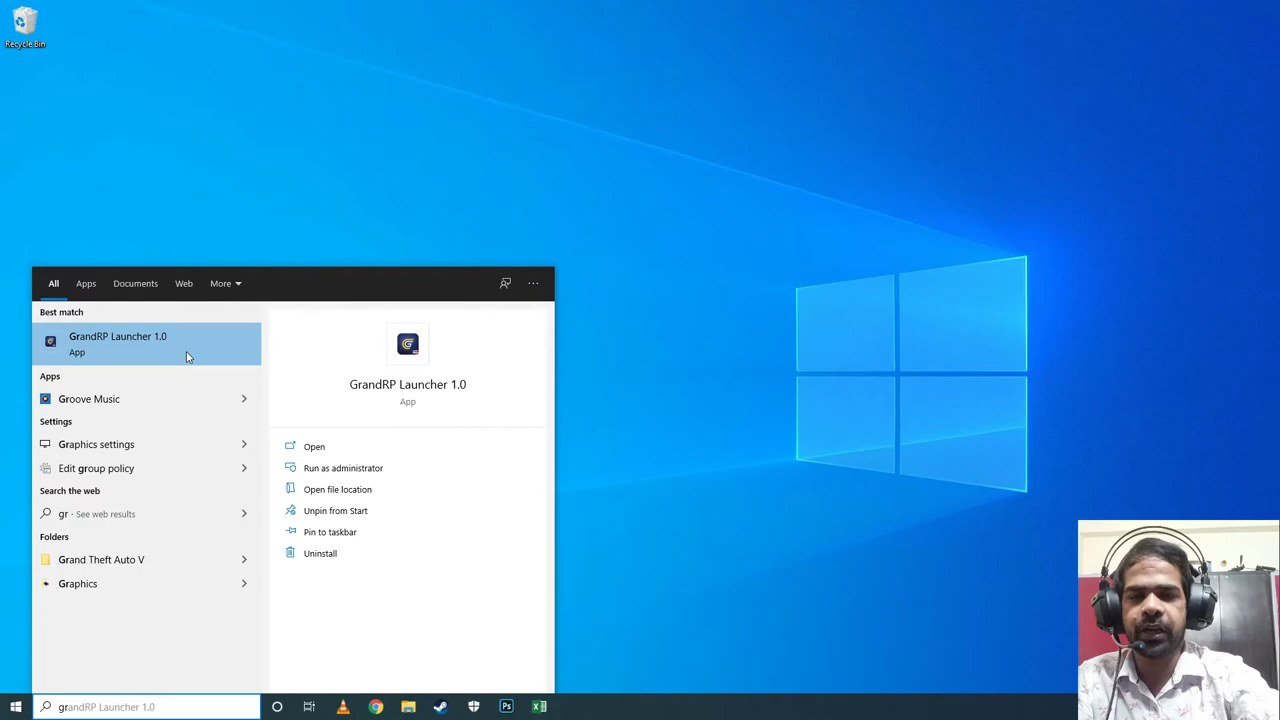 Recycle Bin
All
Apps
Documents
Web
More
Best match
GrandRP Launcher 1.0
App
Apps
Groove Music
Settings
Graphics settings
Edit group policy
Search the web
gr - See web results
Folders
Grand Theft Auto V
Graphics
GrandRP Launcher 1.0
App
Open
Run as administrator
Open file location
Unpin from Start
Pin to taskbar
Uninstall
grandRP Launcher 1.0
Ps